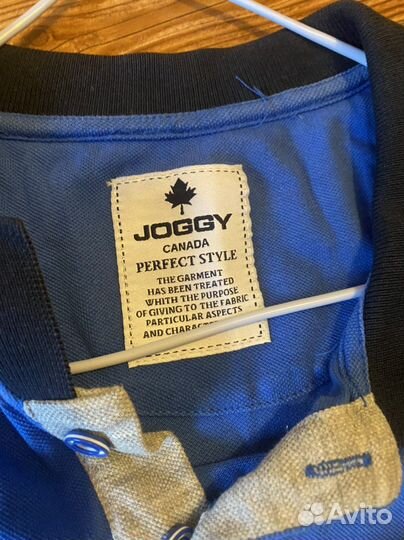 JOGGY
CANADA
PERFECT STYLE
THE GARMENT
HAS BEEN TREATED
WHITH THE PURPOSE
OF GIVING TO THE FABRIC
PARTICULAR ASPECTS
AND
Avito